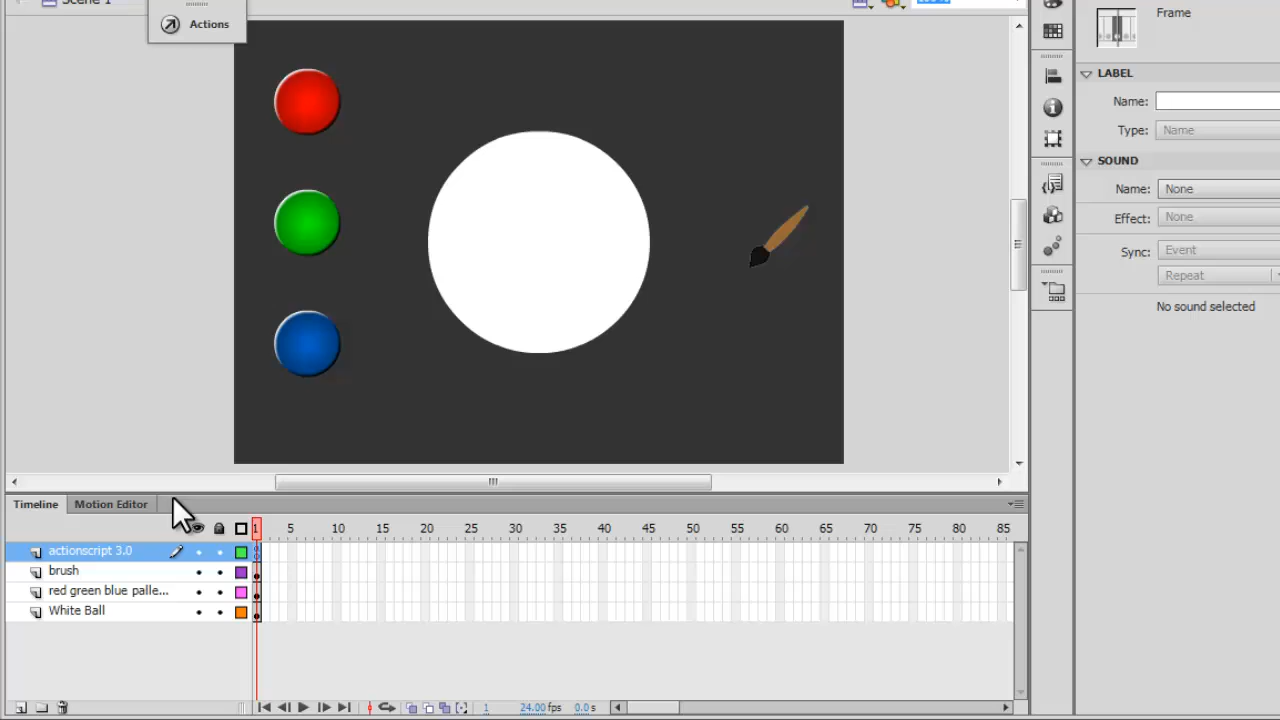 Scene 1
Actions
Frame
LABEL
Name:
Type: Name
SOUND
Name: None
Effect: None
Sync: Event
Repeat
No sound selected
Timeline Motion Editor
1 5 10 15 20 25 30 35 40 45 50 55 60 65 70 75 80 85
actionscript 3.0
brush
red green blue palle...
White Ball
1 24.00 fps 0.0 s